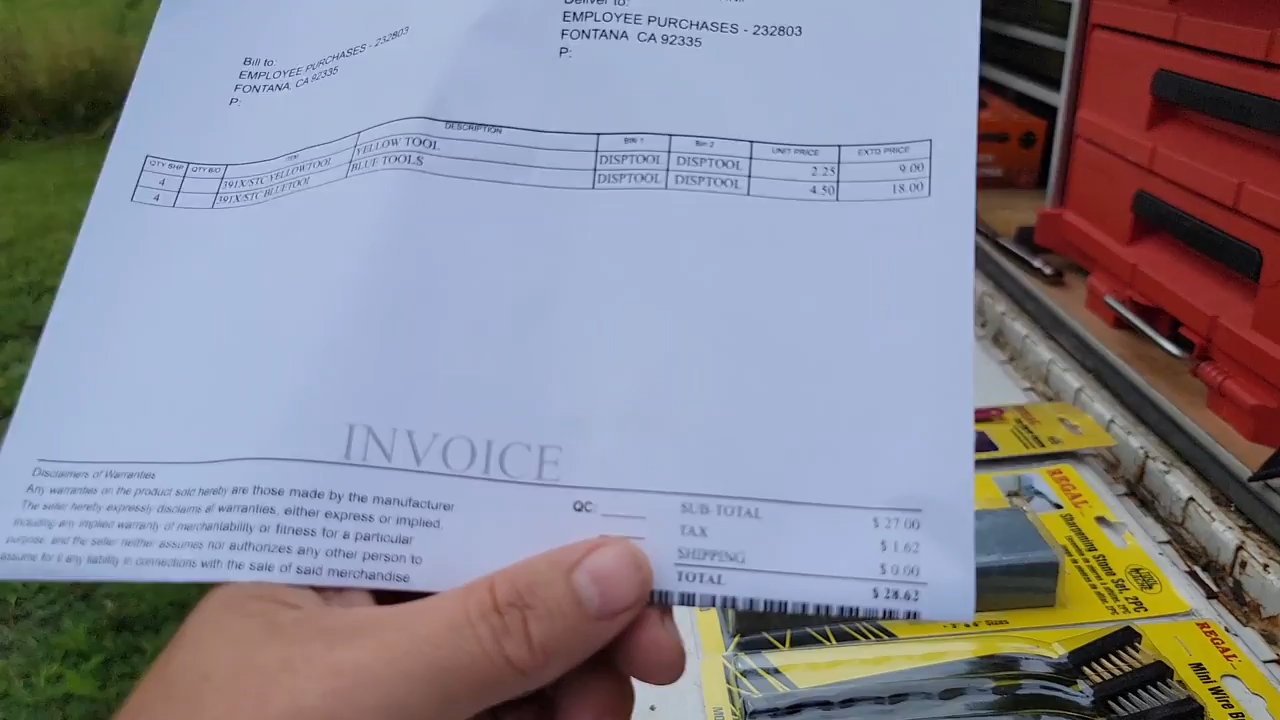 Deliver to:
EMPLOYEE PURCHASES - 232803
FONTANA CA 92335
P:
Bill to:
EMPLOYEE PURCHASES - 232803
FONTANA, CA 92335
P:
QTY SHP QTY B/O ITEM DESCRIPTION BIN 1 Bin 2 UNIT PRICE EXTD PRICE
4 391X/STC YELLOWTOOL YELLOW TOOL DISPTOOL DISPTOOL 2.25 9.00
4 391X/STC BLUETOOL BLUE TOOLS DISPTOOL DISPTOOL 4.50 18.00
INVOICE
Disclaimers of Warranties
Any warranties on the product sold hereby are those made by the manufacturer
The seller hereby expressly disclaims all warranties, either express or implied,
including any implied warranty of merchantability or fitness for a particular
purpose, and the seller neither assumes nor authorizes any other person to
assume for it any liability in connections with the sale of said merchandise
QC:
SUB-TOTAL $ 27.00
TAX $ 1.62
SHIPPING $ 0.00
TOTAL $ 28.62
REGAL
Sharpening Stand Set, 2PC
REGAL
Mini Wire B